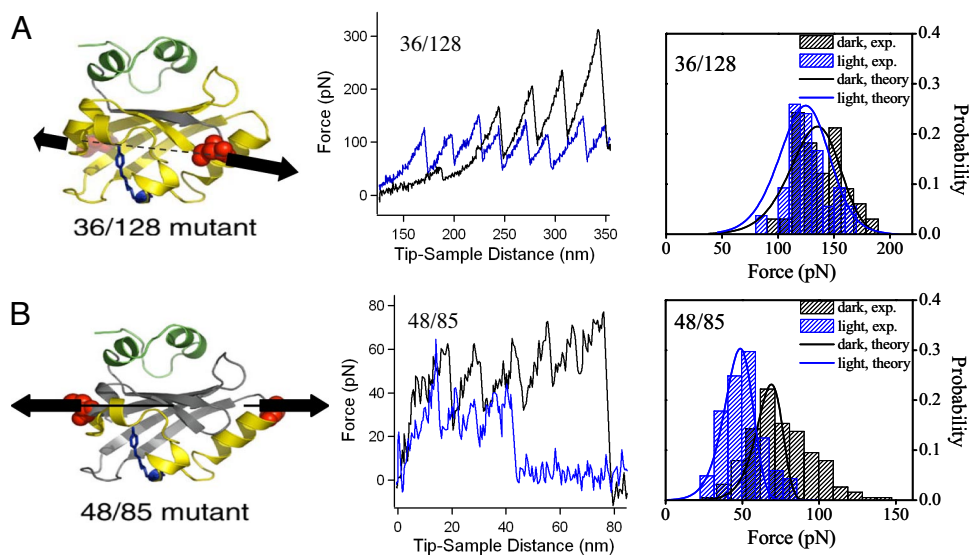 A
36/128 mutant
36/128
Force (pN)
300
200
100
0
150
200
250
300
350
Tip-Sample Distance (nm)
36/128
dark, exp.
light, exp.
dark, theory
light, theory
0.4
0.3
0.2
0.1
0.0
Probability
0
50
100
150
200
Force (pN)
B
48/85 mutant
48/85
Force (pN)
80
60
40
20
0
0
20
40
60
80
Tip-Sample Distance (nm)
48/85
dark, exp.
light, exp.
dark, theory
light, theory
0.4
0.3
0.2
0.1
0.0
Probability
0
50
100
150
Force (pN)